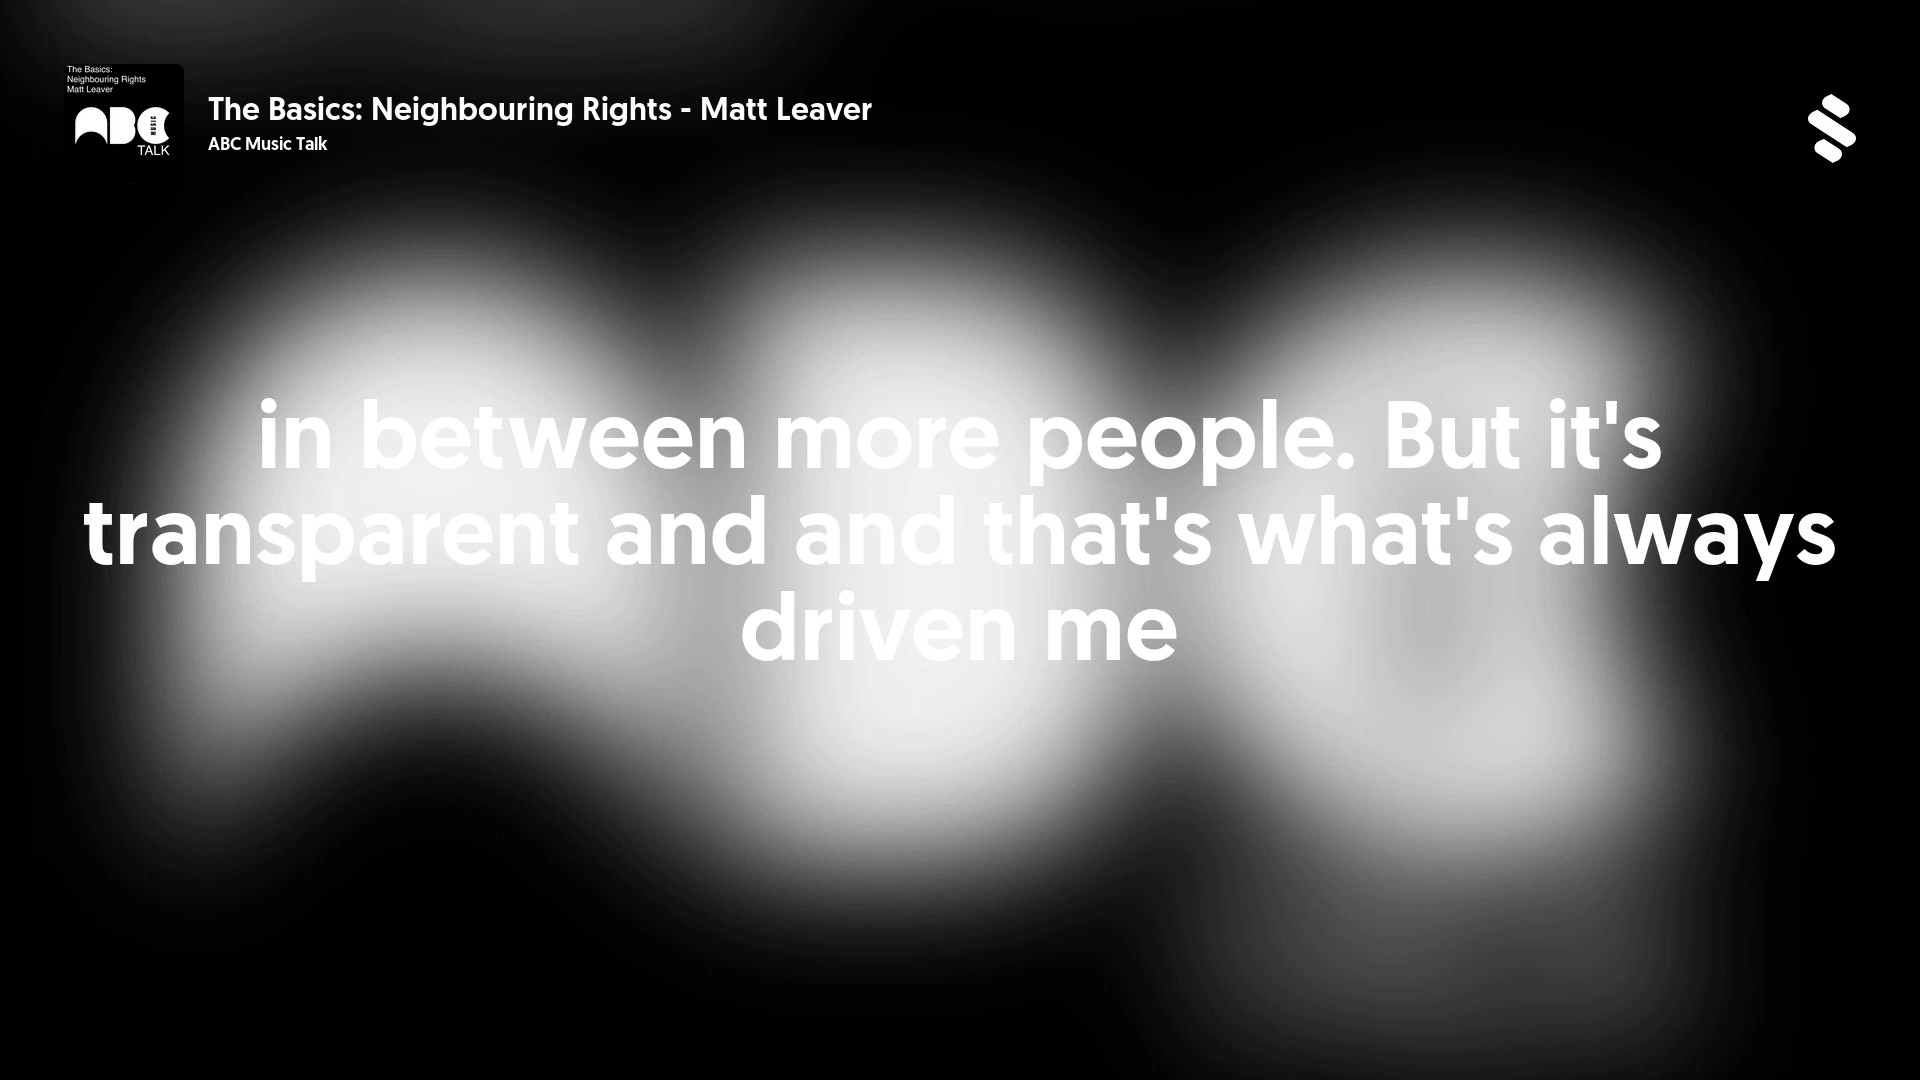 The Basics:
Neighbouring Rights
Matt Leaver
ABC
MUSIC
TALK
The Basics: Neighbouring Rights - Matt Leaver
ABC Music Talk
in between more people. But it's
transparent and and that's what's always
driven me